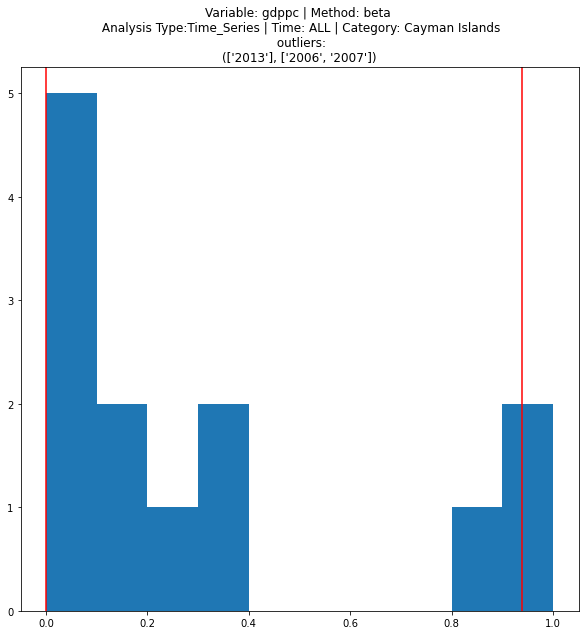 Variable: gdppc | Method: beta
Analysis Type:Time_Series | Time: ALL | Category: Cayman Islands
outliers:
(['2013'], ['2006', '2007'])
5
4
3
2
1
0
0.0 0.2 0.4 0.6 0.8 1.0